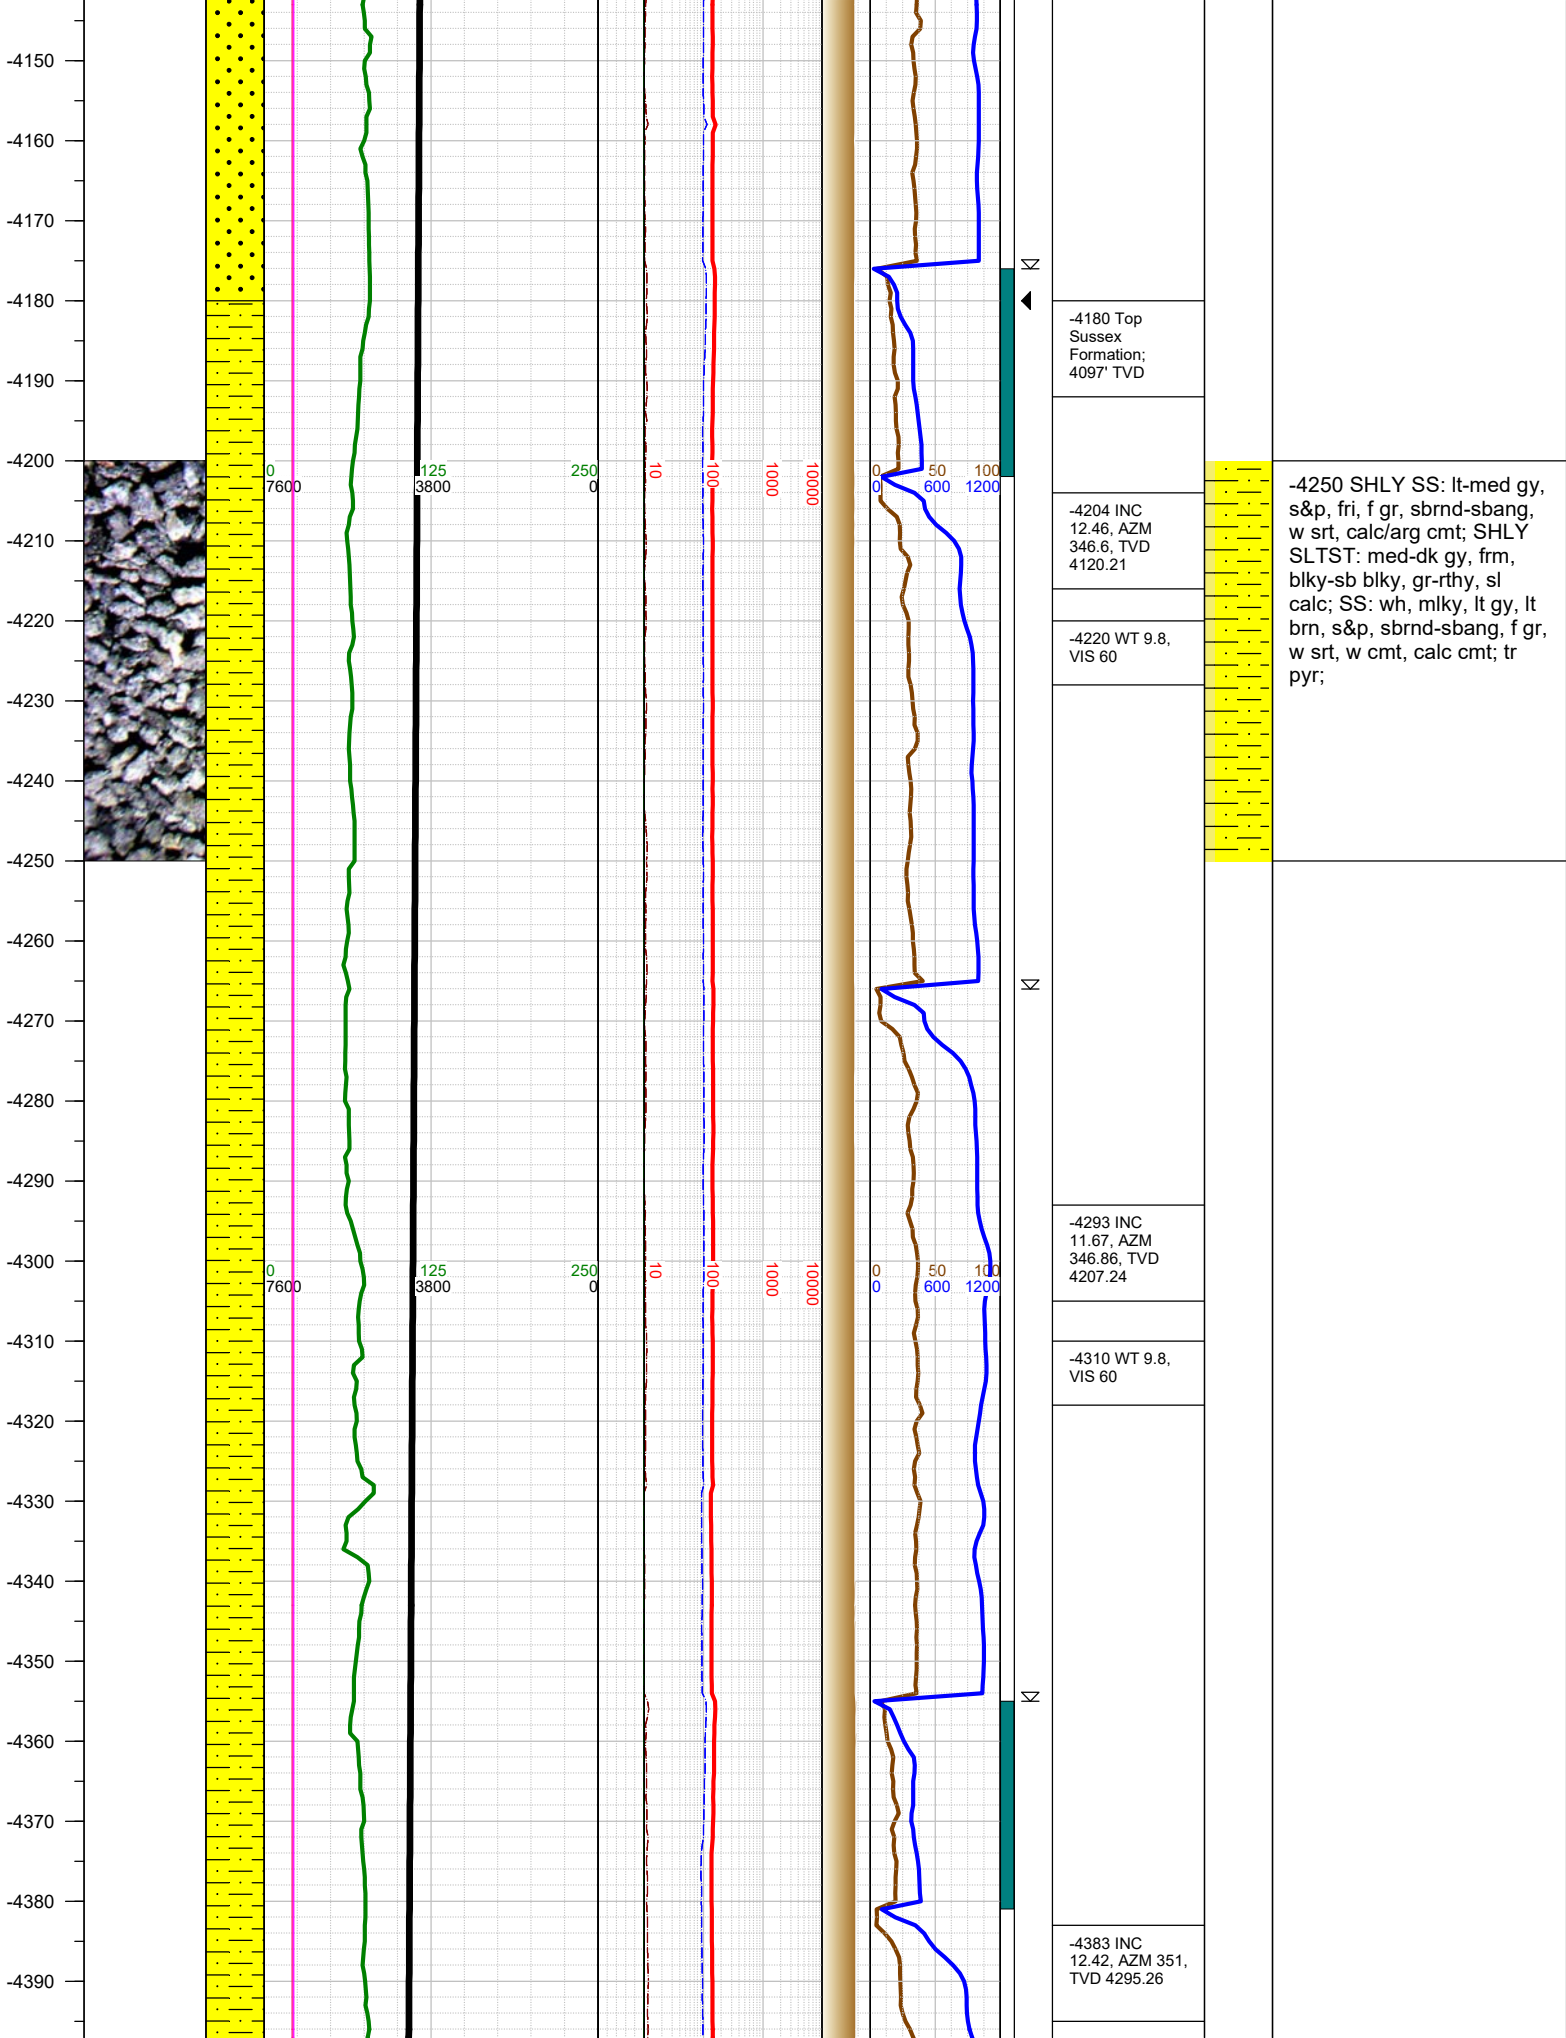 -4150
-4160
-4170
-4180
-4190
-4200
-4210
-4220
-4230
-4240
-4250
-4260
-4270
-4280
-4290
-4300
-4310
-4320
-4330
-4340
-4350
-4360
-4370
-4380
-4390
0 125 250
7600 3800 0
10 100 1000 10000
0 50 100
0 600 1200
0 125 250
7600 3800 0
10 100 1000 10000
0 50 100
0 600 1200
-4180 Top
Sussex
Formation;
4097' TVD
-4204 INC
12.46, AZM
346.6, TVD
4120.21
-4220 WT 9.8,
VIS 60
-4293 INC
11.67, AZM
346.86, TVD
4207.24
-4310 WT 9.8,
VIS 60
-4383 INC
12.42, AZM 351,
TVD 4295.26
-4250 SHLY SS: lt-med gy,
s&p, fri, f gr, sbrnd-sbang,
w srt, calc/arg cmt; SHLY
SLTST: med-dk gy, frm,
blky-sb blky, gr-rthy, sl
calc; SS: wh, mlky, lt gy, lt
brn, s&p, sbrnd-sbang, f gr,
w srt, w cmt, calc cmt; tr
pyr;